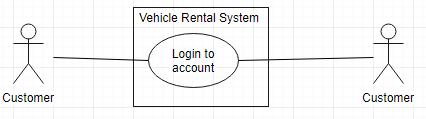 Vehicle Rental System
Login to
account
Customer
Customer